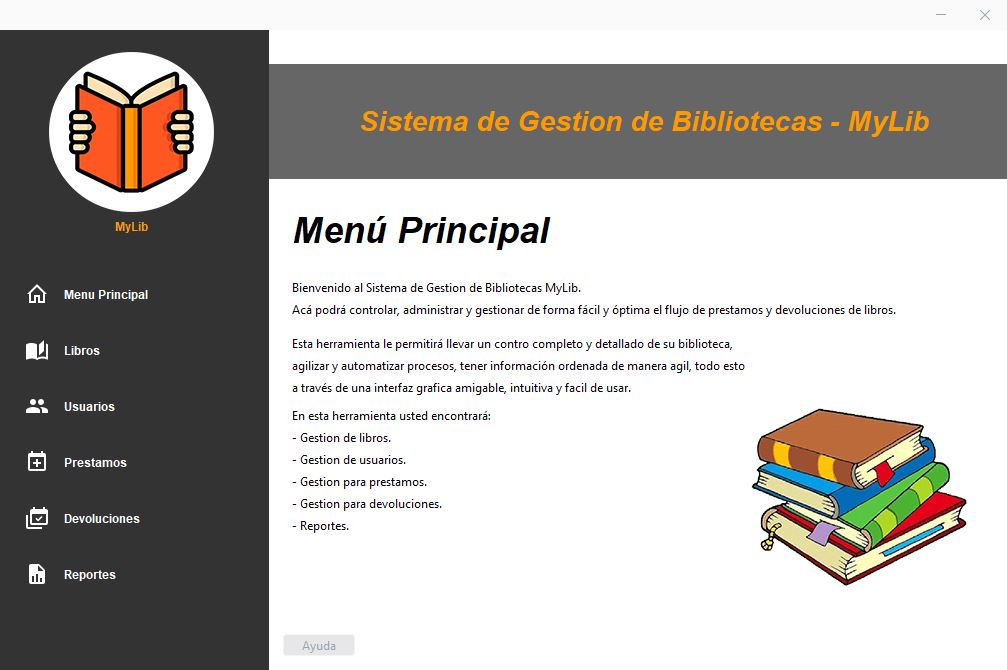 MyLib
Menu Principal
Libros
Usuarios
Prestamos
Devoluciones
Reportes
Sistema de Gestion de Bibliotecas - MyLib
Menú Principal
Bienvenido al Sistema de Gestion de Bibliotecas MyLib.
Acá podrá controlar, administrar y gestionar de forma fácil y óptima el flujo de prestamos y devoluciones de libros.
Esta herramienta le permitirá llevar un contro completo y detallado de su biblioteca,
agilizar y automatizar procesos, tener información ordenada de manera agil, todo esto
a través de una interfaz grafica amigable, intuitiva y facil de usar.
En esta herramienta usted encontrará:
- Gestion de libros.
- Gestion de usuarios.
- Gestion para prestamos.
- Gestion para devoluciones.
- Reportes.
Ayuda